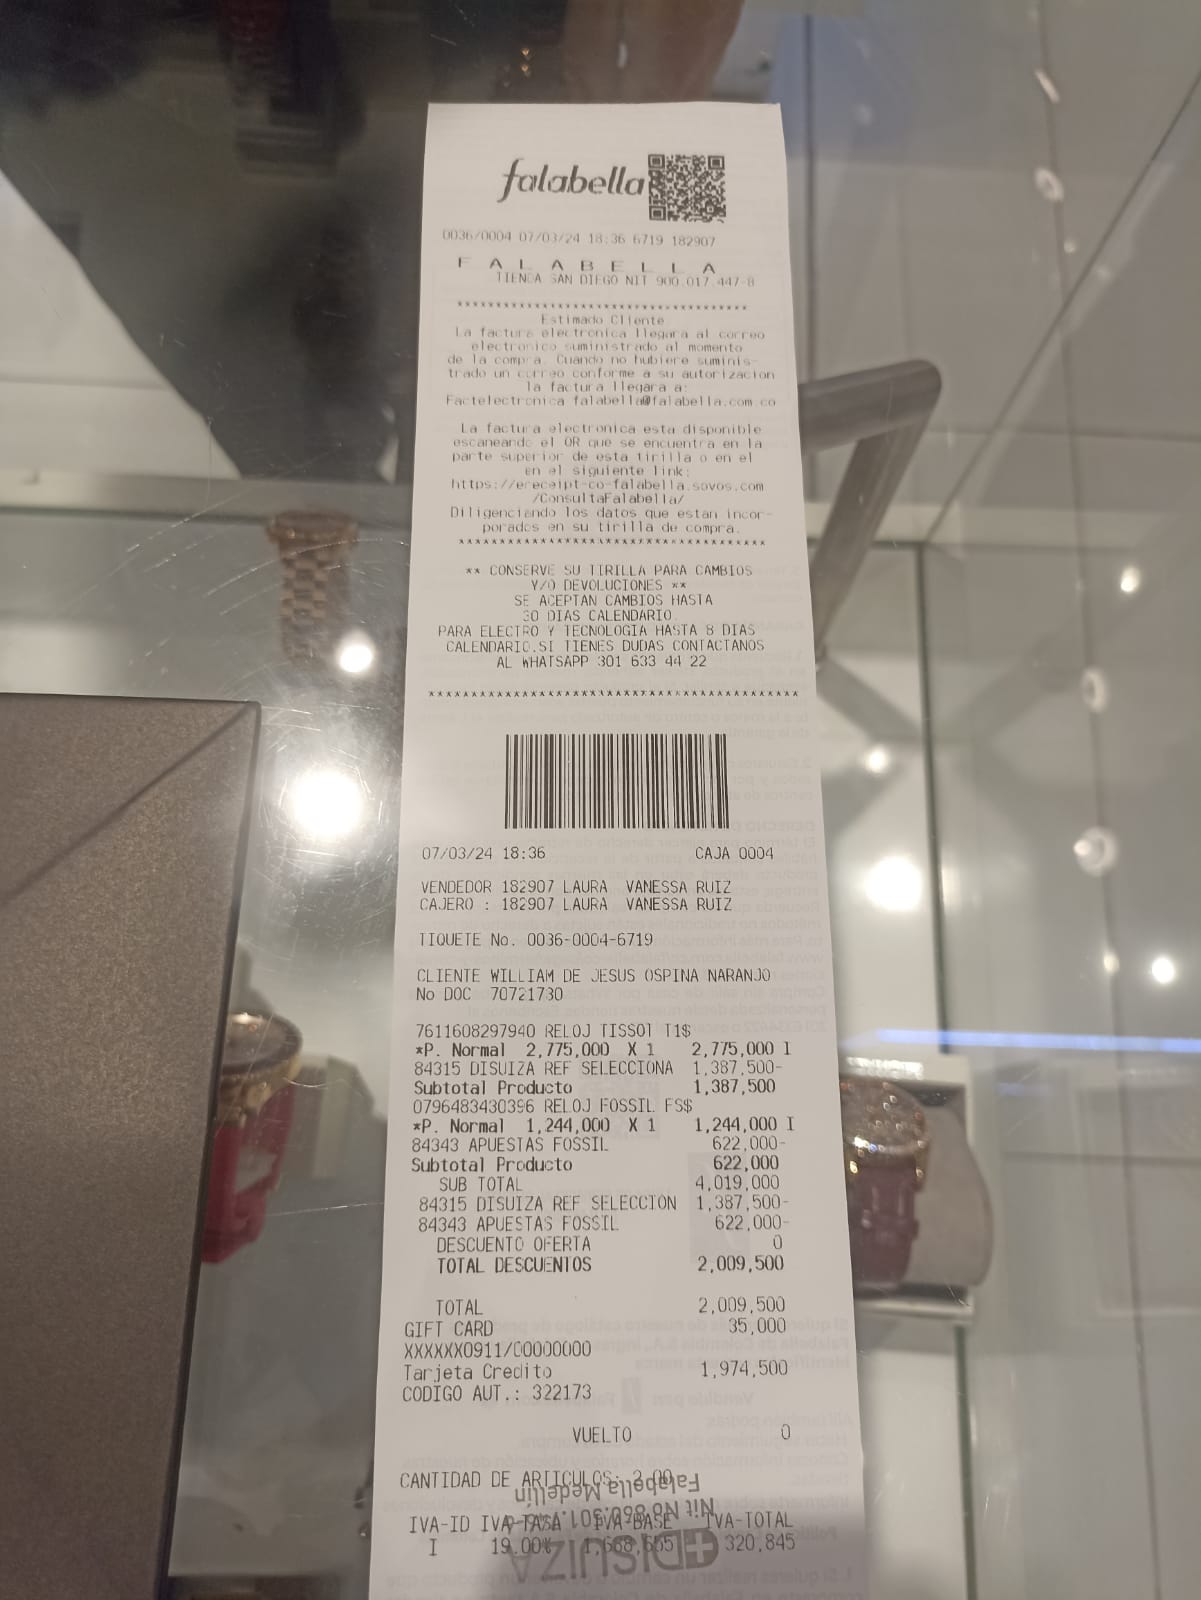 falabella
0036/0004 07/03/24 18:36 6719 182907
F A L A B E L L A
TIENDA SAN DIEGO NIT 900.017.447-8
******************************************
Estimado Cliente
La factura electronica llegara al correo
electronico suministrado al momento
de la compra. Cuando no hubiere suminis-
trado un correo conforme a su autorizacion
la factura llegara a:
Factelectronica falabella@falabella.com.co
La factura electronica esta disponible
escaneando el QR que se encuentra en la
parte superior de esta tirilla o en el
en el siguiente link:
https://ereceipt-co-falabella.sovos.com
/ConsultaFalabella/
Diligenciando los datos que estan incor-
porados en su tirilla de compra.
******************************************
** CONSERVE SU TIRILLA PARA CAMBIOS
Y/O DEVOLUCIONES **
SE ACEPTAN CAMBIOS HASTA
30 DIAS CALENDARIO.
PARA ELECTRO Y TECNOLOGIA HASTA 8 DIAS
CALENDARIO.SI TIENES DUDAS CONTACTANOS
AL WHATSAPP 301 633 44 22
******************************************
07/03/24 18:36 CAJA 0004
VENDEDOR 182907 LAURA VANESSA RUIZ
CAJERO : 182907 LAURA VANESSA RUIZ
TIQUETE No. 0036-0004-6719
CLIENTE WILLIAM DE JESUS OSPINA NARANJO
No DOC 70721730
7611608297940 RELOJ TISSOT T1$
*P. Normal 2,775,000 X 1 2,775,000 I
84315 DISUIZA REF SELECCIONA 1,387,500-
Subtotal Producto 1,387,500
0796483430396 RELOJ FOSSIL FS$
*P. Normal 1,244,000 X 1 1,244,000 I
84343 APUESTAS FOSSIL 622,000-
Subtotal Producto 622,000
SUB TOTAL 4,019,000
84315 DISUIZA REF SELECCION 1,387,500-
84343 APUESTAS FOSSIL 622,000-
DESCUENTO OFERTA 0
TOTAL DESCUENTOS 2,009,500
TOTAL 2,009,500
GIFT CARD 35,000
XXXXXX0911/00000000
Tarjeta Credito 1,974,500
CODIGO AUT.: 322173
VUELTO 0
CANTIDAD DE ARTICULOS: 2.00
Falabella Medellín
IVA-ID IVA-TASA IVA-BASE IVA-TOTAL
I 19.00% 1,688,655 320,845
DISUIZA